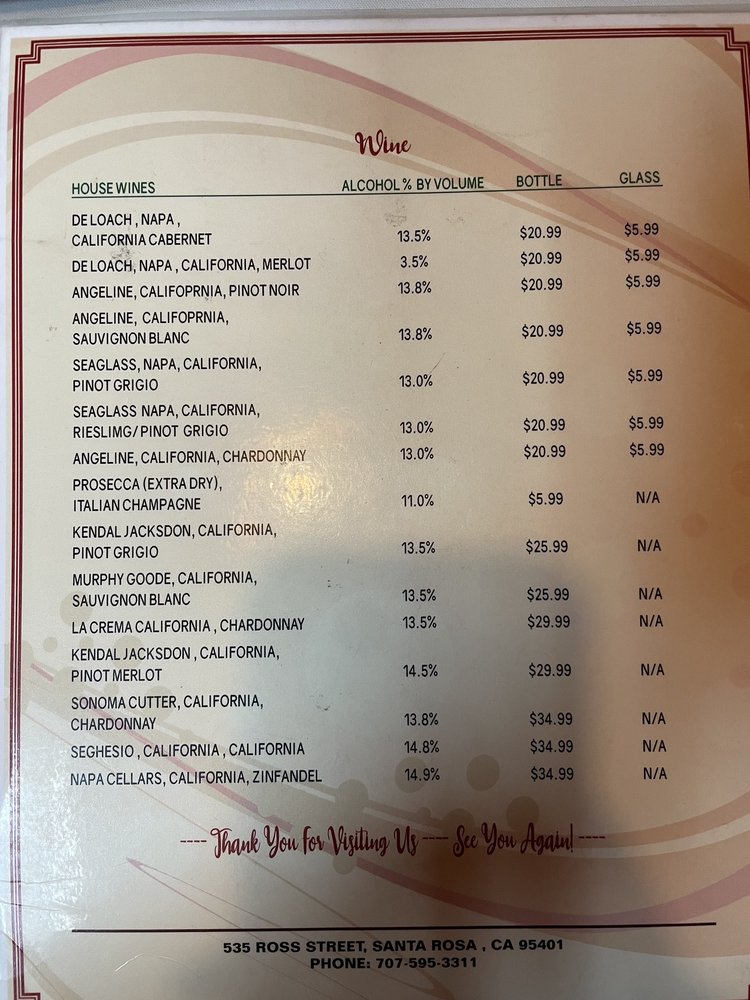 Wine
HOUSE WINES ALCOHOL % BY VOLUME BOTTLE GLASS
DE LOACH , NAPA ,
CALIFORNIA CABERNET 13.5% $20.99 $5.99
DE LOACH, NAPA , CALIFORNIA, MERLOT 3.5% $20.99 $5.99
ANGELINE, CALIFOPRNIA, PINOT NOIR 13.8% $20.99 $5.99
ANGELINE, CALIFOPRNIA,
SAUVIGNON BLANC 13.8% $20.99 $5.99
SEAGLASS, NAPA, CALIFORNIA,
PINOT GRIGIO 13.0% $20.99 $5.99
SEAGLASS NAPA, CALIFORNIA,
RIESLIMG/ PINOT GRIGIO 13.0% $20.99 $5.99
ANGELINE, CALIFORNIA, CHARDONNAY 13.0% $20.99 $5.99
PROSECCA (EXTRA DRY),
ITALIAN CHAMPAGNE 11.0% $5.99 N/A
KENDAL JACKSDON, CALIFORNIA,
PINOT GRIGIO 13.5% $25.99 N/A
MURPHY GOODE, CALIFORNIA,
SAUVIGNON BLANC 13.5% $25.99 N/A
LA CREMA CALIFORNIA , CHARDONNAY 13.5% $29.99 N/A
KENDAL JACKSDON , CALIFORNIA,
PINOT MERLOT 14.5% $29.99 N/A
SONOMA CUTTER, CALIFORNIA,
CHARDONNAY 13.8% $34.99 N/A
SEGHESIO , CALIFORNIA , CALIFORNIA 14.8% $34.99 N/A
NAPA CELLARS, CALIFORNIA, ZINFANDEL 14.9% $34.99 N/A
---- Thank You For Visiting Us ---- See You Again! ----
535 ROSS STREET, SANTA ROSA , CA 95401
PHONE: 707-595-3311